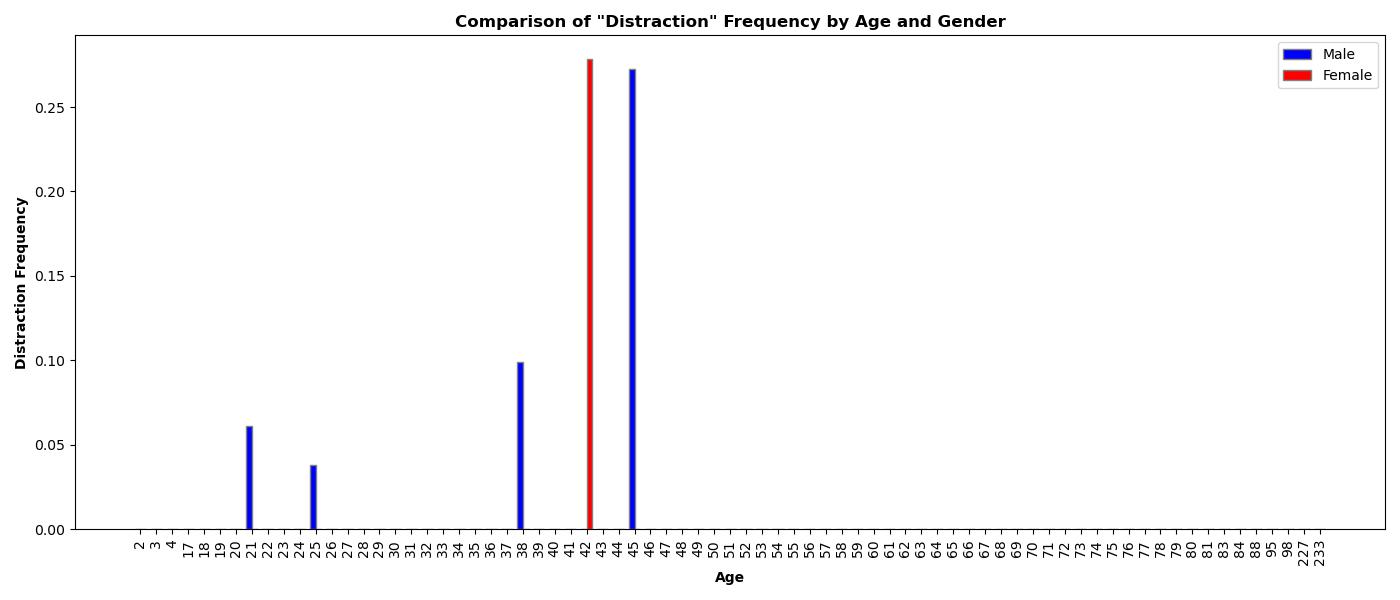 Comparison of "Distraction" Frequency by Age and Gender
Male
Female
0.25
0.20
0.15
0.10
0.05
0.00
Distraction Frequency
2 3 4 17 18 19 20 21 22 23 24 25 26 27 28 29 30 31 32 33 34 35 36 37 38 39 40 41 42 43 44 45 46 47 48 49 50 51 52 53 54 55 56 57 58 59 60 61 62 63 64 65 66 67 68 69 70 71 72 73 74 75 76 77 78 79 80 81 83 84 88 95 98 227 233
Age